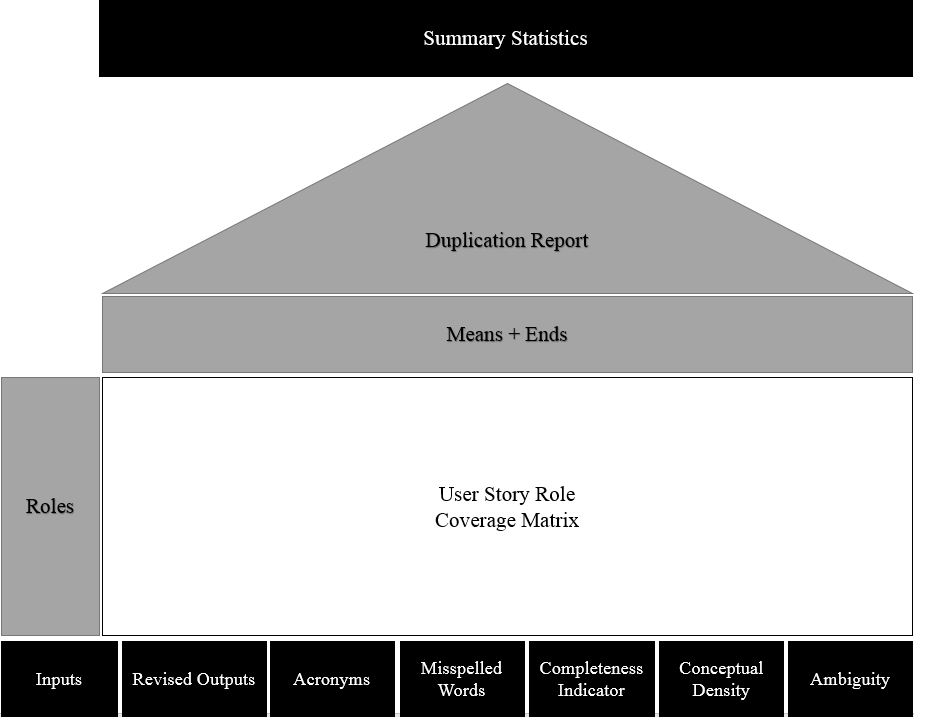 Summary Statistics
Duplication Report
Means + Ends
Roles
User Story Role
Coverage Matrix
Inputs
Revised Outputs
Acronyms
Misspelled
Words
Completeness
Indicator
Conceptual
Density
Ambiguity